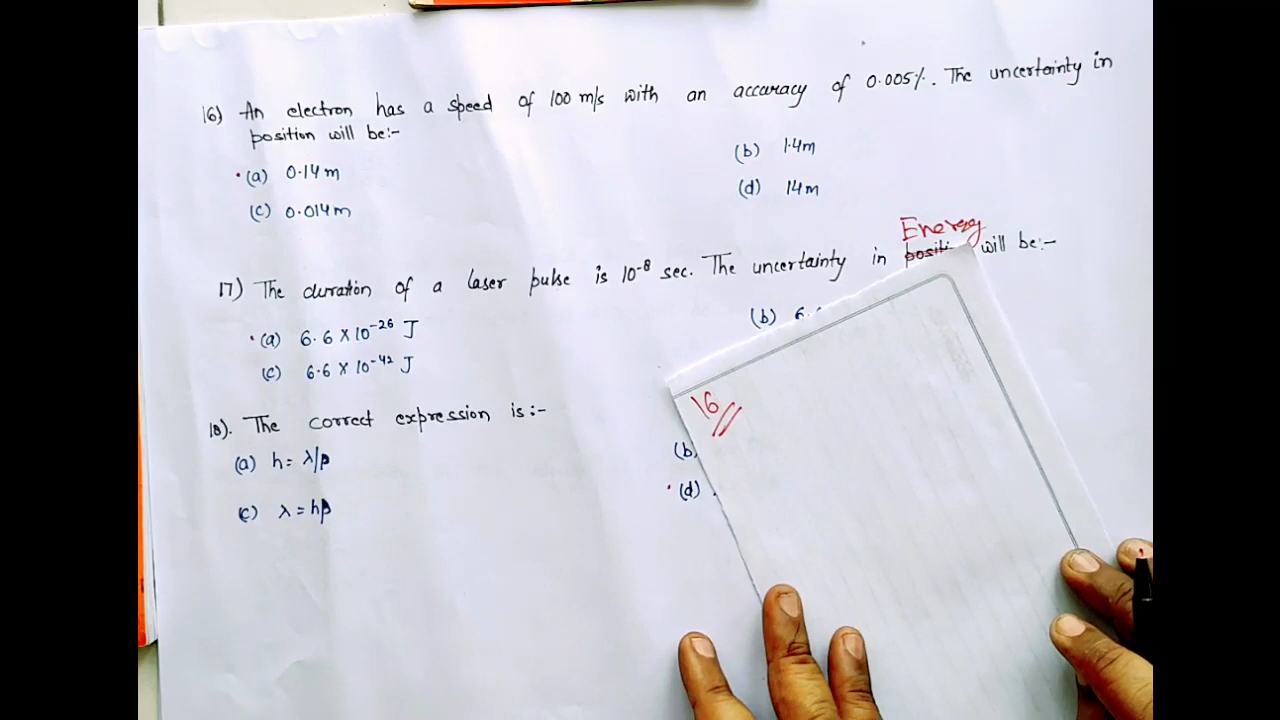 16) An electron has a speed of 100 m/s with an accuracy of 0.005%. The uncertainty in
position will be:-
(a) 0.14 m (b) 1.4m
(c) 0.014 m (d) 14m
Energy
17) The duration of a laser pulse is 10⁻⁸ sec. The uncertainty in will be:-
(a) 6.6 × 10⁻²⁶ J (b) 6.
(c) 6.6 × 10⁻⁴² J
18). The correct expression is:-
(a) h = λ/p (b)
(c) λ = hp (d)
16